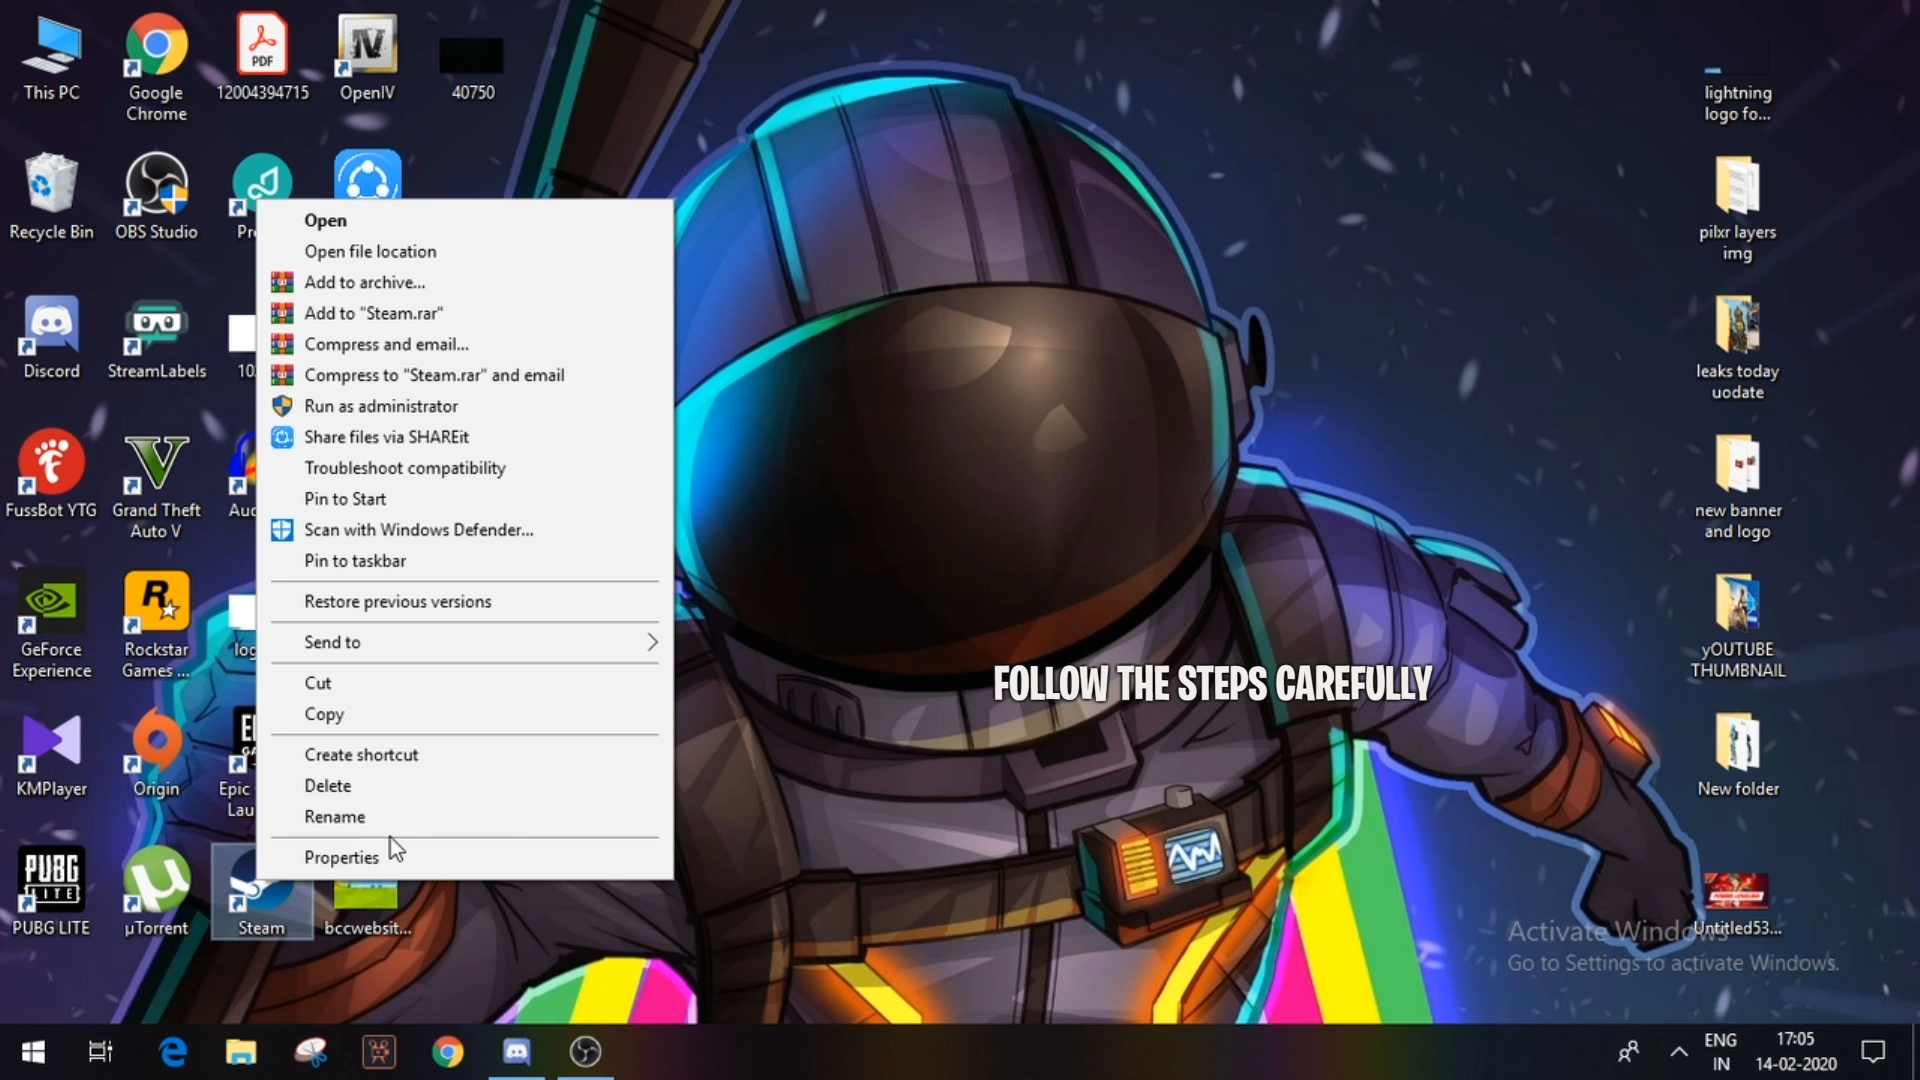 This PC
Google
Chrome
PDF
12004394715
OpenIV
40750
lightning
logo fo...
Recycle Bin
OBS Studio
pilxr layers
img
Discord
StreamLabels
leaks today
uodate
FussBot YTG
Grand Theft
Auto V
new banner
and logo
GeForce
Experience
Rockstar
Games ...
yOUTUBE
THUMBNAIL
KMPlayer
Origin
Epic
New folder
PUBG
LITE
PUBG LITE
µTorrent
Steam
bccwebsit...
Untitled53...
Open
Open file location
Add to archive...
Add to "Steam.rar"
Compress and email...
Compress to "Steam.rar" and email
Run as administrator
Share files via SHAREit
Troubleshoot compatibility
Pin to Start
Scan with Windows Defender...
Pin to taskbar
Restore previous versions
Send to
Cut
Copy
Create shortcut
Delete
Rename
Properties
FOLLOW THE STEPS CAREFULLY
Activate Windows
Go to Settings to activate Windows.
ENG
IN
17:05
14-02-2020